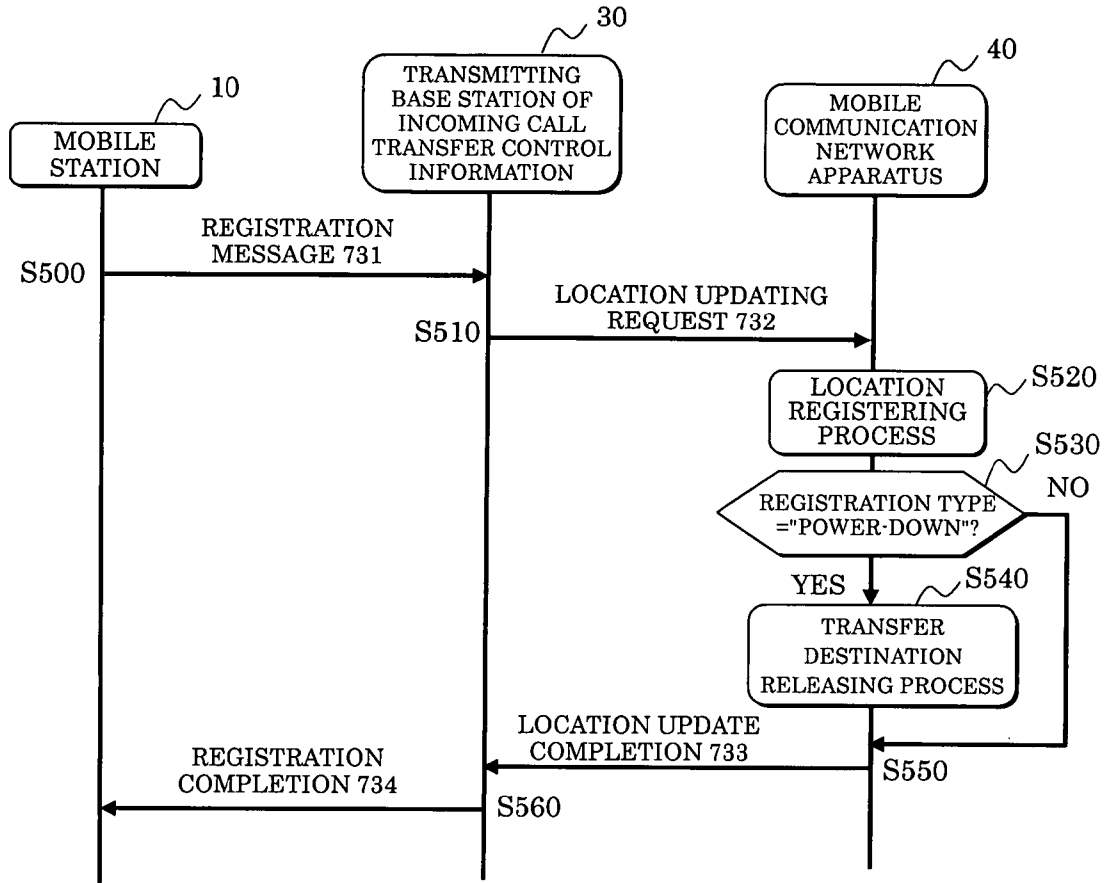 30
10
40
TRANSMITTING
BASE STATION OF
INCOMING CALL
TRANSFER CONTROL
INFORMATION
MOBILE
COMMUNICATION
NETWORK
APPARATUS
MOBILE
STATION
REGISTRATION
MESSAGE 731
S500
LOCATION UPDATING
REQUEST 732
S510
LOCATION
REGISTERING
PROCESS
S520
S530
REGISTRATION TYPE
="POWER-DOWN"?
NO
YES
S540
TRANSFER
DESTINATION
RELEASING PROCESS
LOCATION UPDATE
COMPLETION 733
S550
REGISTRATION
COMPLETION 734
S560